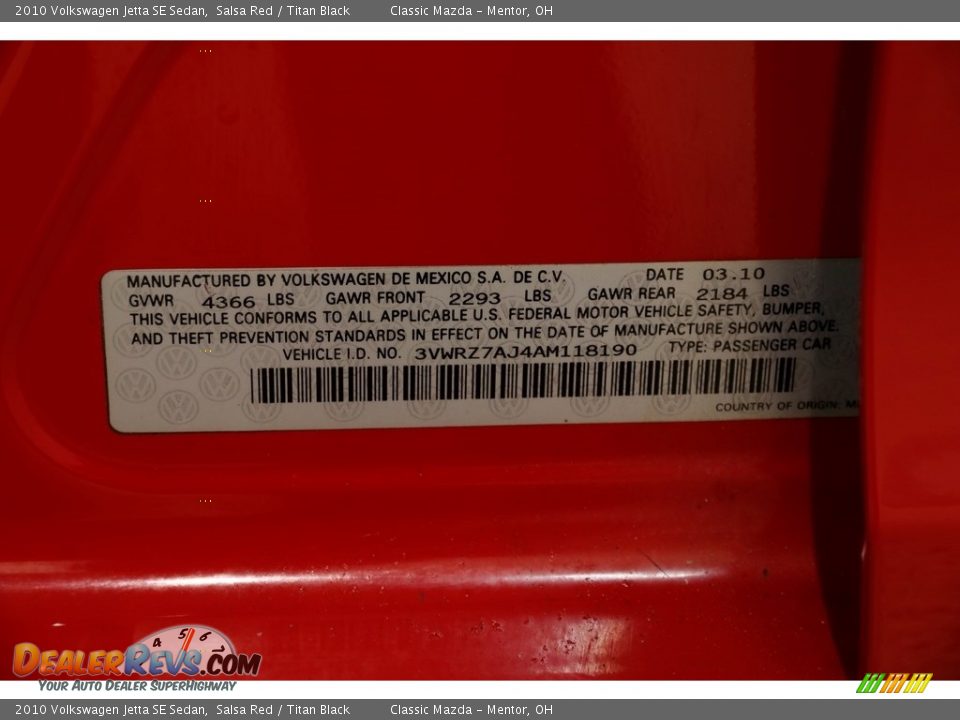 2010 Volkswagen Jetta SE Sedan, Salsa Red / Titan Black Classic Mazda - Mentor, OH
MANUFACTURED BY VOLKSWAGEN DE MEXICO S.A. DE C.V. DATE 03.10
GVWR 4366 LBS GAWR FRONT 2293 LBS GAWR REAR 2184 LBS
THIS VEHICLE CONFORMS TO ALL APPLICABLE U.S. FEDERAL MOTOR VEHICLE SAFETY, BUMPER,
AND THEFT PREVENTION STANDARDS IN EFFECT ON THE DATE OF MANUFACTURE SHOWN ABOVE.
VEHICLE I.D. NO. 3VWRZ7AJ4AM118190 TYPE: PASSENGER CAR
COUNTRY OF ORIGIN:
4 5 6
DEALERREVS.COM
YOUR AUTO DEALER SUPERHIGHWAY
2010 Volkswagen Jetta SE Sedan, Salsa Red / Titan Black Classic Mazda - Mentor, OH